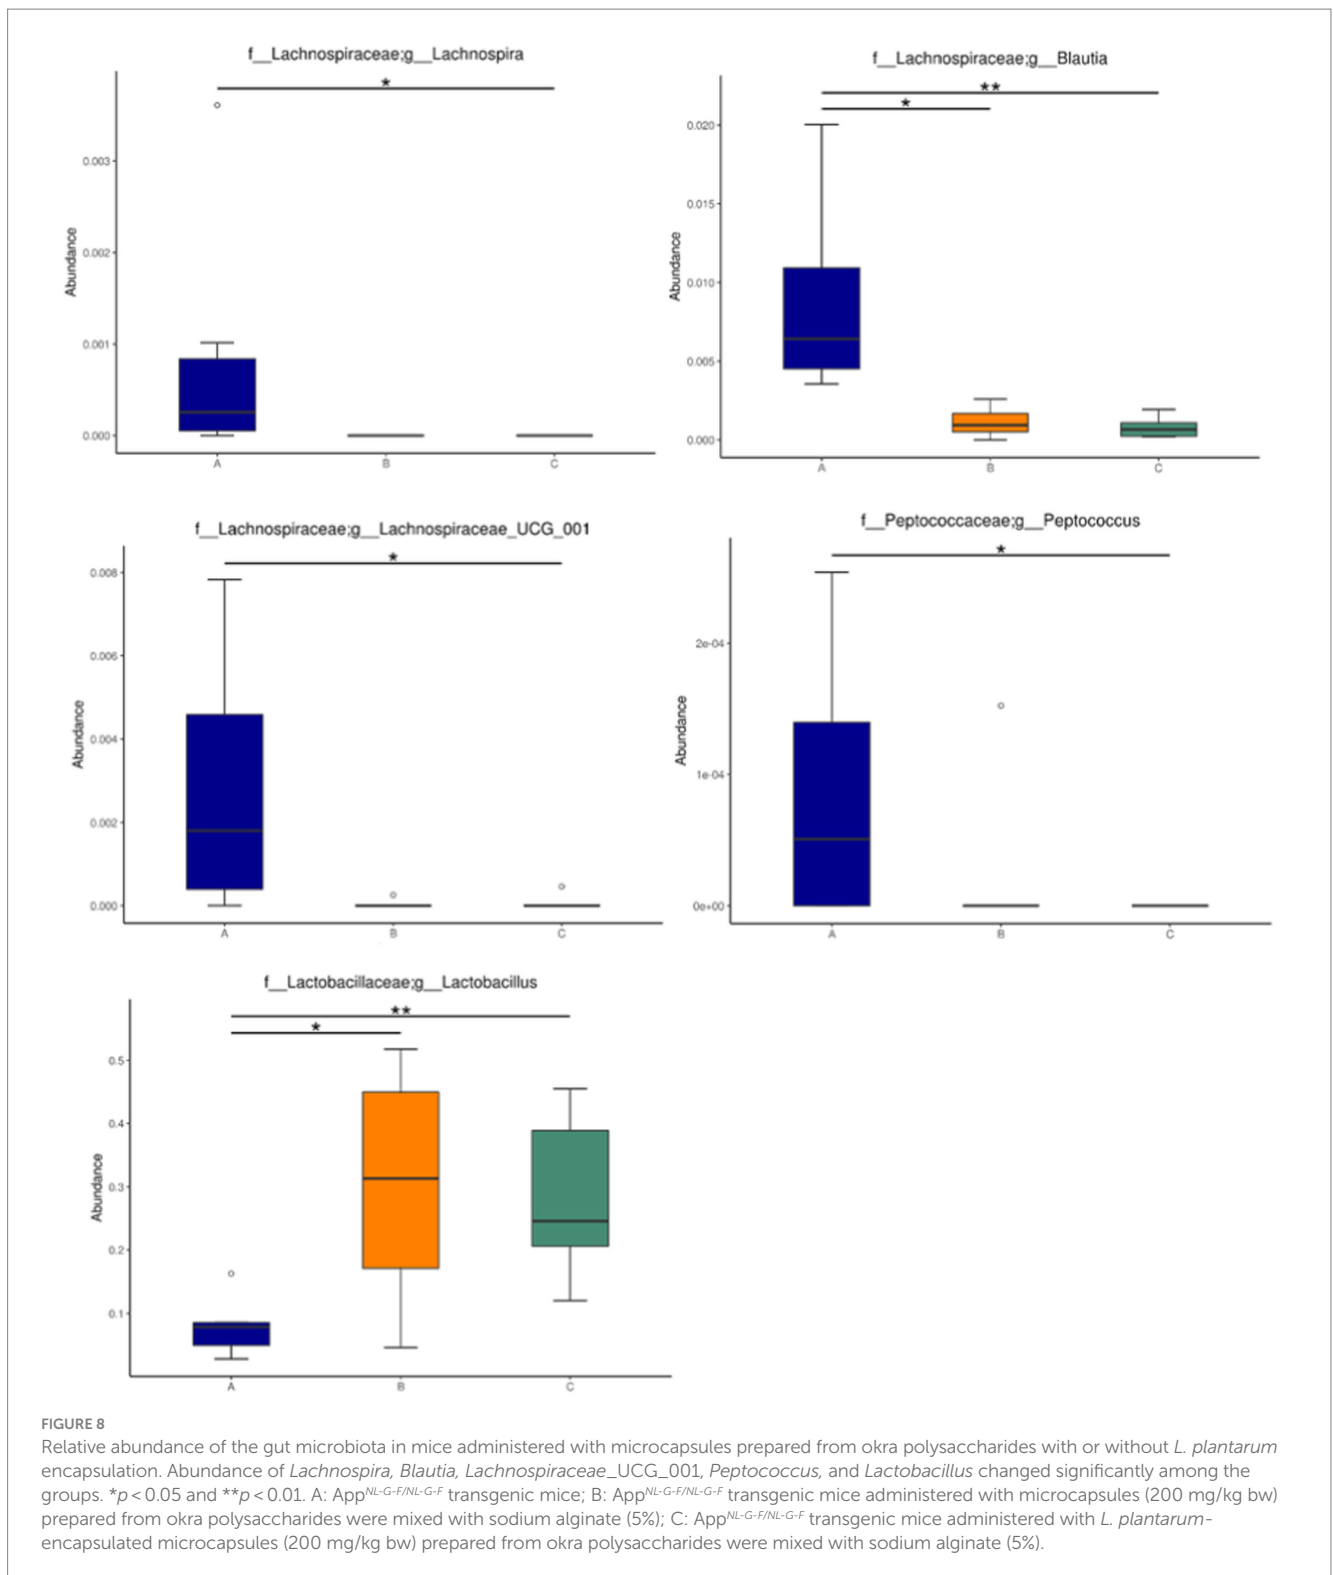 f__Lachnospiraceae;g__Lachnospira
*
0.003
0.002
0.001
0.000
Abundance
A B C
f__Lachnospiraceae;g__Blautia
**
*
0.020
0.015
0.010
0.005
0.000
Abundance
A B C
f__Lachnospiraceae;g__Lachnospiraceae_UCG_001
*
0.008
0.006
0.004
0.002
0.000
Abundance
A B C
f__Peptococcaceae;g__Peptococcus
*
2e-04
1e-04
0e+00
Abundance
A B C
f__Lactobacillaceae;g__Lactobacillus
**
*
0.5
0.4
0.3
0.2
0.1
Abundance
A B C
FIGURE 8
Relative abundance of the gut microbiota in mice administered with microcapsules prepared from okra polysaccharides with or without L. plantarum
encapsulation. Abundance of Lachnospira, Blautia, Lachnospiraceae_UCG_001, Peptococcus, and Lactobacillus changed significantly among the
groups. *p < 0.05 and **p < 0.01. A: App^NL-G-F/NL-G-F transgenic mice; B: App^NL-G-F/NL-G-F transgenic mice administered with microcapsules (200 mg/kg bw)
prepared from okra polysaccharides were mixed with sodium alginate (5%); C: App^NL-G-F/NL-G-F transgenic mice administered with L. plantarum-
encapsulated microcapsules (200 mg/kg bw) prepared from okra polysaccharides were mixed with sodium alginate (5%).